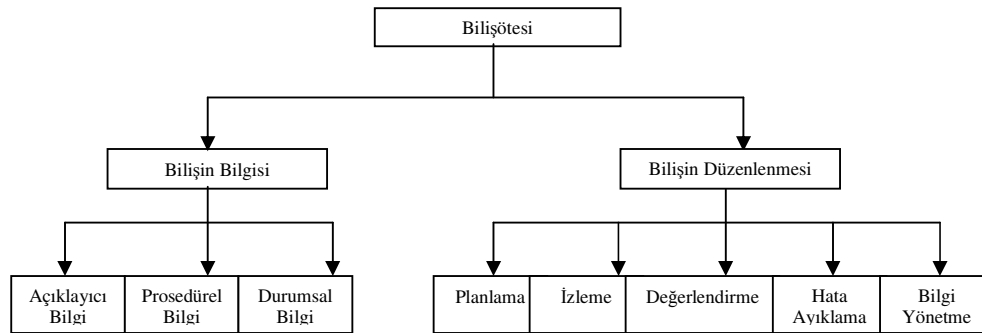 Bilişötesi
Bilişin Bilgisi
Bilişin Düzenlenmesi
Açıklayıcı
Bilgi
Prosedürel
Bilgi
Durumsal
Bilgi
Planlama
İzleme
Değerlendirme
Hata
Ayıklama
Bilgi
Yönetme